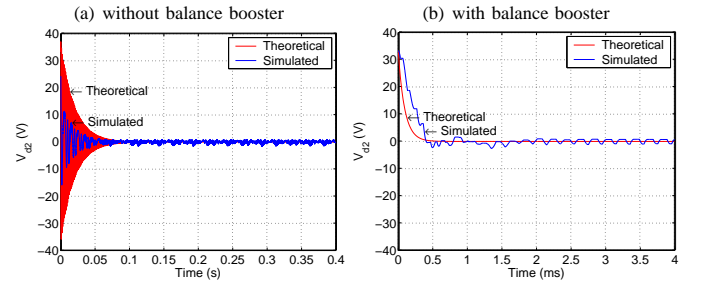 (a) without balance booster
40
30
20
10
0
−10
−20
−30
−40
V_d2 (V)
Theoretical
Simulated
Theoretical
Simulated
0 0.05 0.1 0.15 0.2 0.25 0.3 0.35 0.4
Time (s)
(b) with balance booster
40
30
20
10
0
−10
−20
−30
−40
V_d2 (V)
Theoretical
Simulated
Theoretical
Simulated
0 0.5 1 1.5 2 2.5 3 3.5 4
Time (ms)